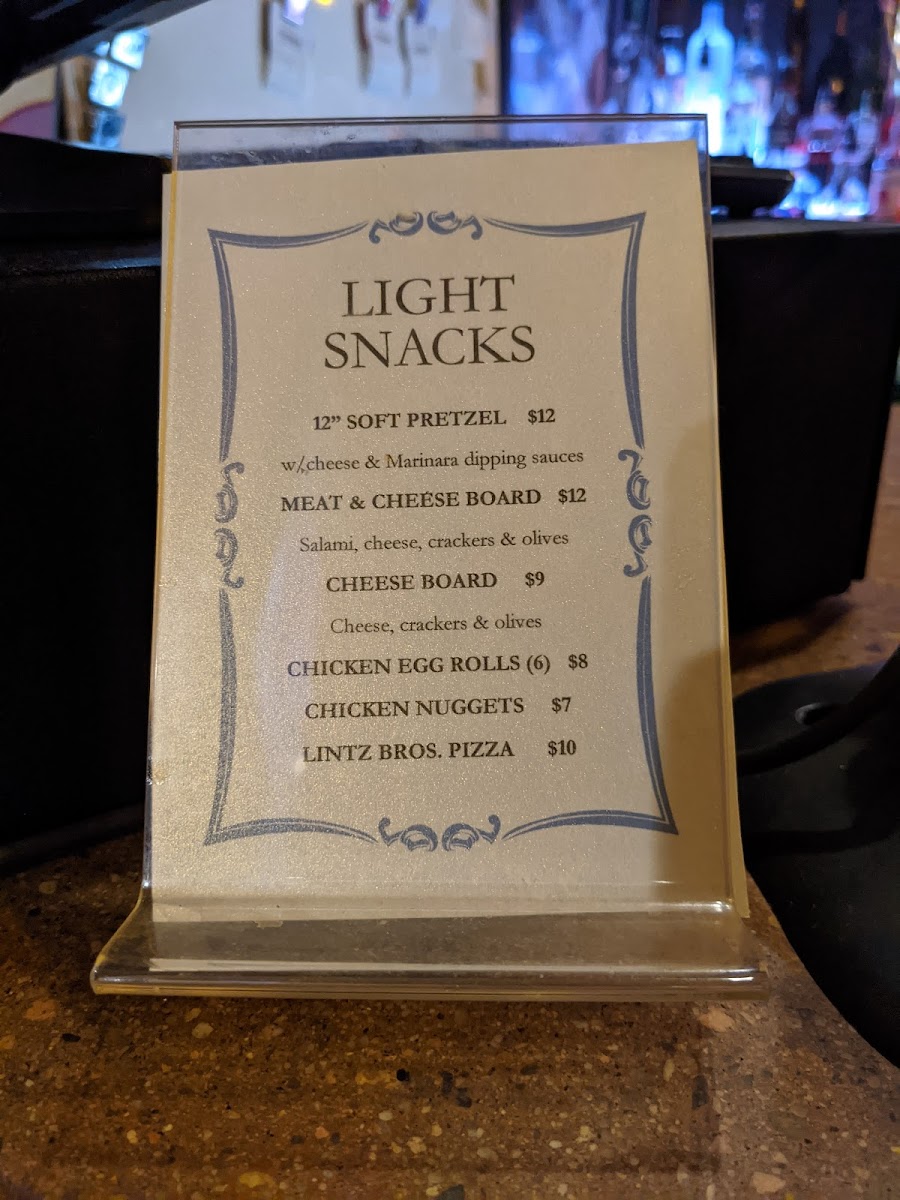 LIGHT
SNACKS
12” SOFT PRETZEL $12
w/cheese & Marinara dipping sauces
MEAT & CHEESE BOARD $12
Salami, cheese, crackers & olives
CHEESE BOARD $9
Cheese, crackers & olives
CHICKEN EGG ROLLS (6) $8
CHICKEN NUGGETS $7
LINTZ BROS. PIZZA $10